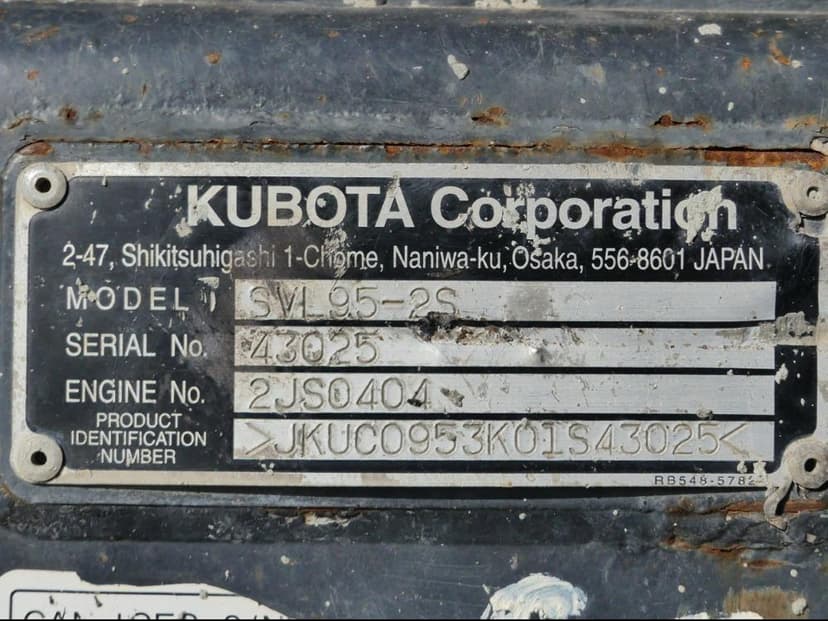 KUBOTA Corporation
2-47, Shikitsuhigashi 1-Chome, Naniwa-ku, Osaka, 556-8601 JAPAN
MODEL SVL95-2S
SERIAL No. 43025
ENGINE No. 2JS0404
PRODUCT IDENTIFICATION NUMBER >JKUC0953K01S43025<
RB548-5782